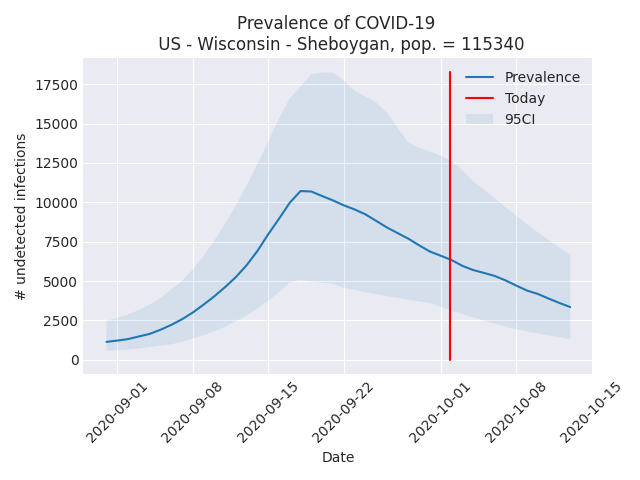 Prevalence of COVID-19
US - Wisconsin - Sheboygan, pop. = 115340
# undetected infections
17500
15000
12500
10000
7500
5000
2500
0
Prevalence
Today
95CI
2020-09-01
2020-09-08
2020-09-15
2020-09-22
2020-10-01
2020-10-08
2020-10-15
Date